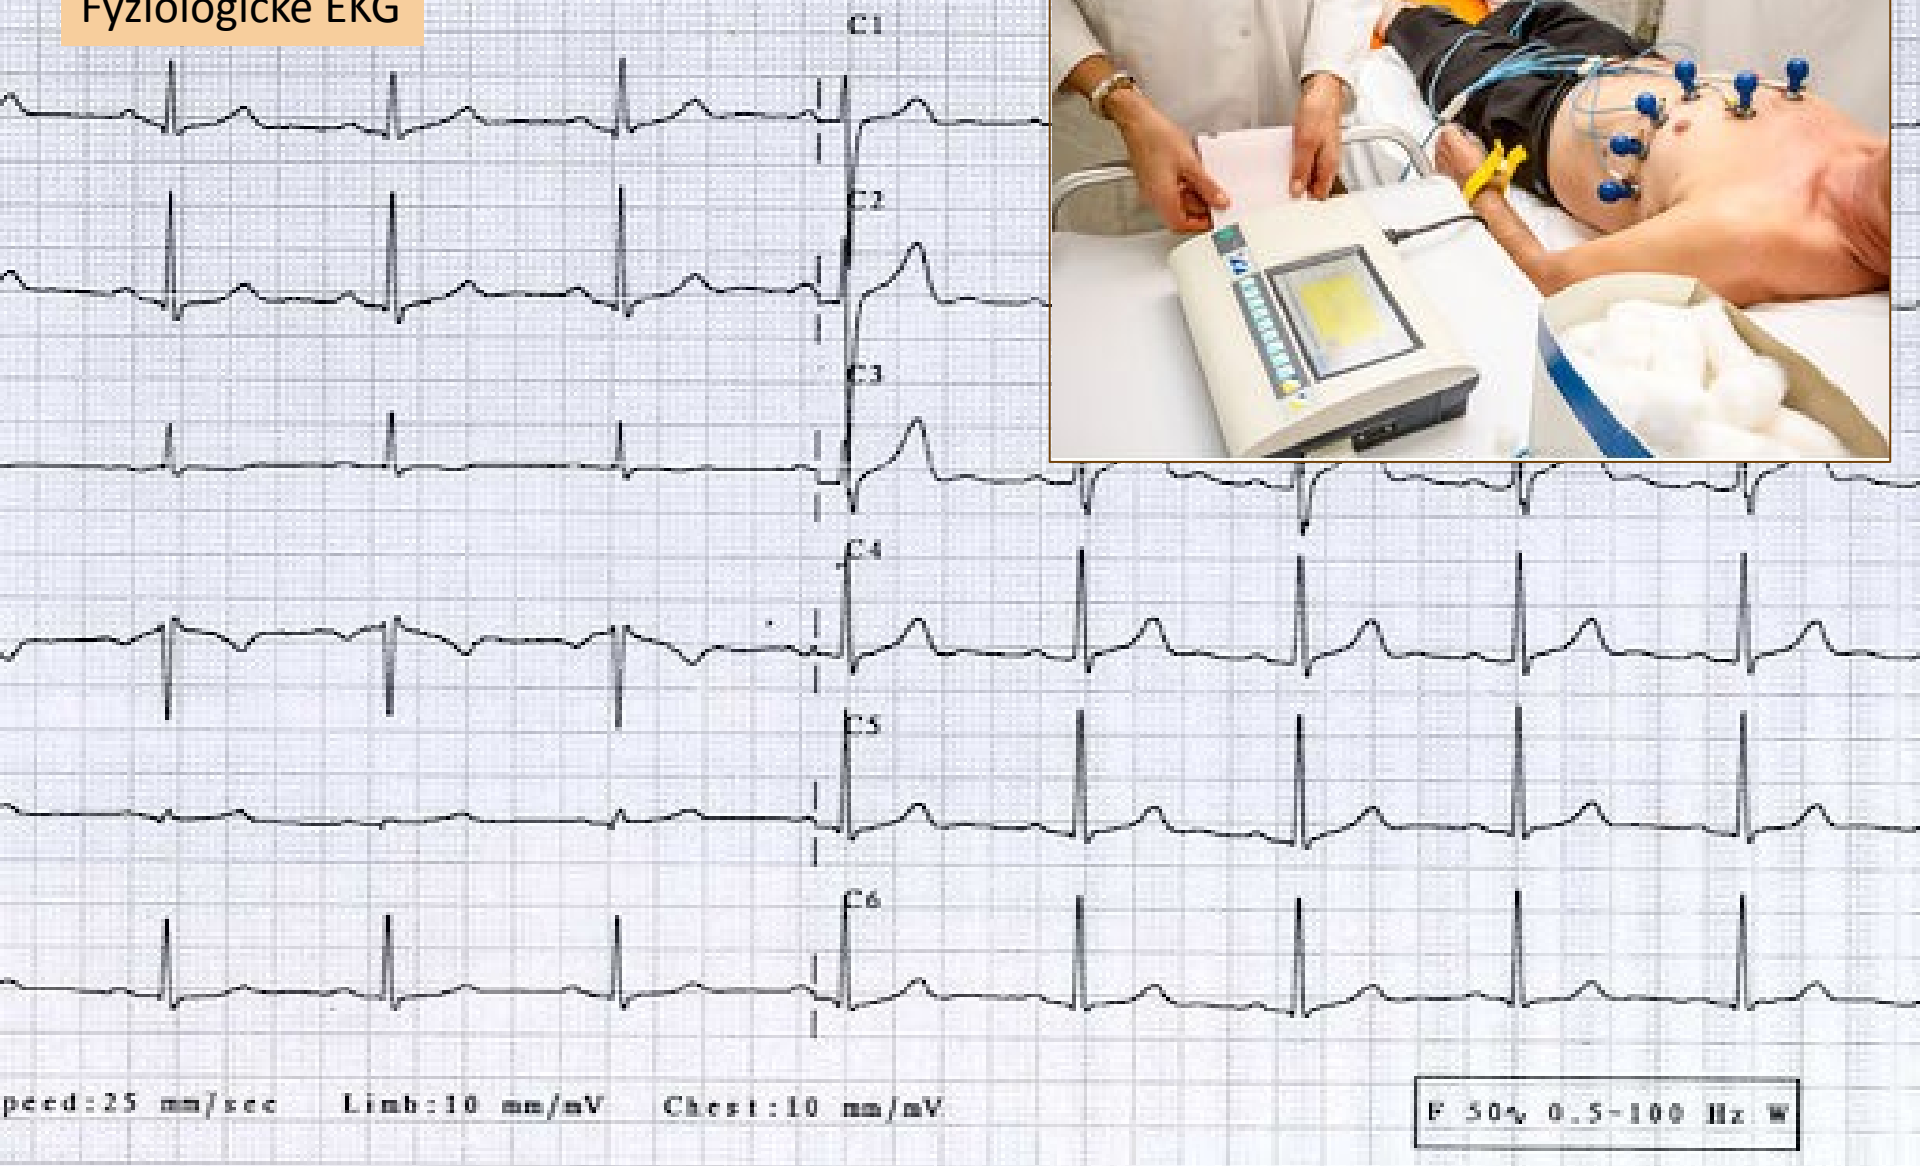 Fyziologické EKG
C1
C2
C3
C4
C5
C6
peed:25 mm/sec Limb:10 mm/mV Chest:10 mm/mV
F 50∿ 0.5-100 Hz W